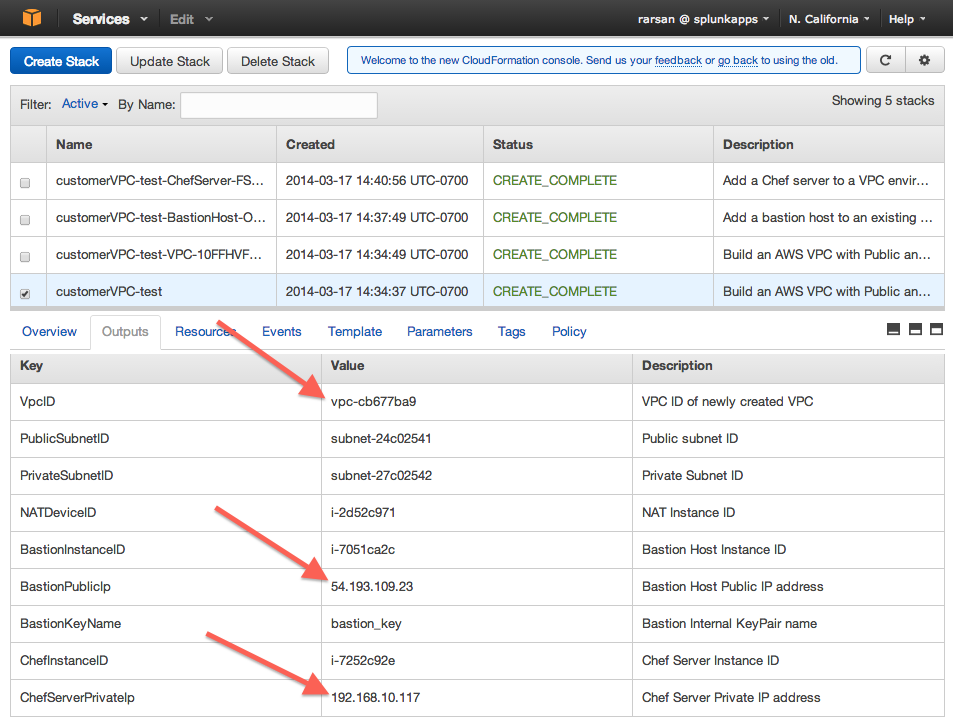 Services Edit rarsan @ splunkapps N. California Help
Create Stack Update Stack Delete Stack Welcome to the new CloudFormation console. Send us your feedback or go back to using the old.
Filter: Active By Name: Showing 5 stacks
Name Created Status Description
customerVPC-test-ChefServer-FS... 2014-03-17 14:40:56 UTC-0700 CREATE_COMPLETE Add a Chef server to a VPC envir...
customerVPC-test-BastionHost-O... 2014-03-17 14:37:49 UTC-0700 CREATE_COMPLETE Add a bastion host to an existing ...
customerVPC-test-VPC-10FFHVF... 2014-03-17 14:34:49 UTC-0700 CREATE_COMPLETE Build an AWS VPC with Public an...
customerVPC-test 2014-03-17 14:34:37 UTC-0700 CREATE_COMPLETE Build an AWS VPC with Public an...
Overview Outputs Resources Events Template Parameters Tags Policy
Key Value Description
VpcID vpc-cb677ba9 VPC ID of newly created VPC
PublicSubnetID subnet-24c02541 Public subnet ID
PrivateSubnetID subnet-27c02542 Private Subnet ID
NATDeviceID i-2d52c971 NAT Instance ID
BastionInstanceID i-7051ca2c Bastion Host Instance ID
BastionPublicIp 54.193.109.23 Bastion Host Public IP address
BastionKeyName bastion_key Bastion Internal KeyPair name
ChefInstanceID i-7252c92e Chef Server Instance ID
ChefServerPrivateIp 192.168.10.117 Chef Server Private IP address